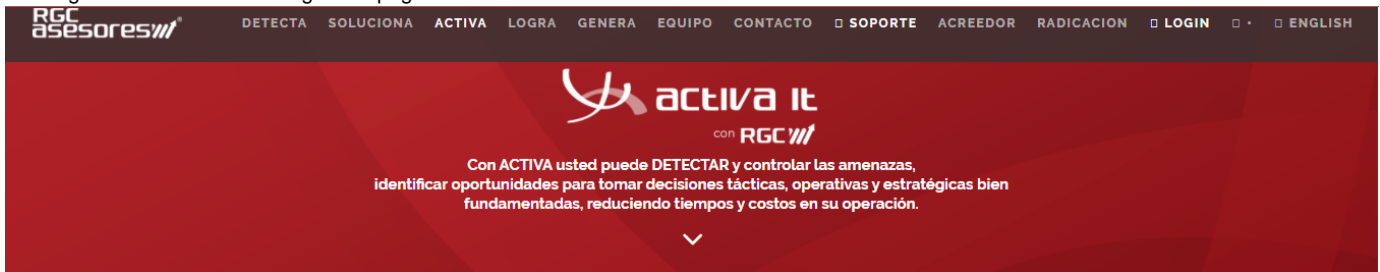 RGC
asesores
DETECTA SOLUCIONA ACTIVA LOGRA GENERA EQUIPO CONTACTO SOPORTE ACREEDOR RADICACION LOGIN ENGLISH
activa it
con RGC
Con ACTIVA usted puede DETECTAR y controlar las amenazas,
identificar oportunidades para tomar decisiones tácticas, operativas y estratégicas bien
fundamentadas, reduciendo tiempos y costos en su operación.